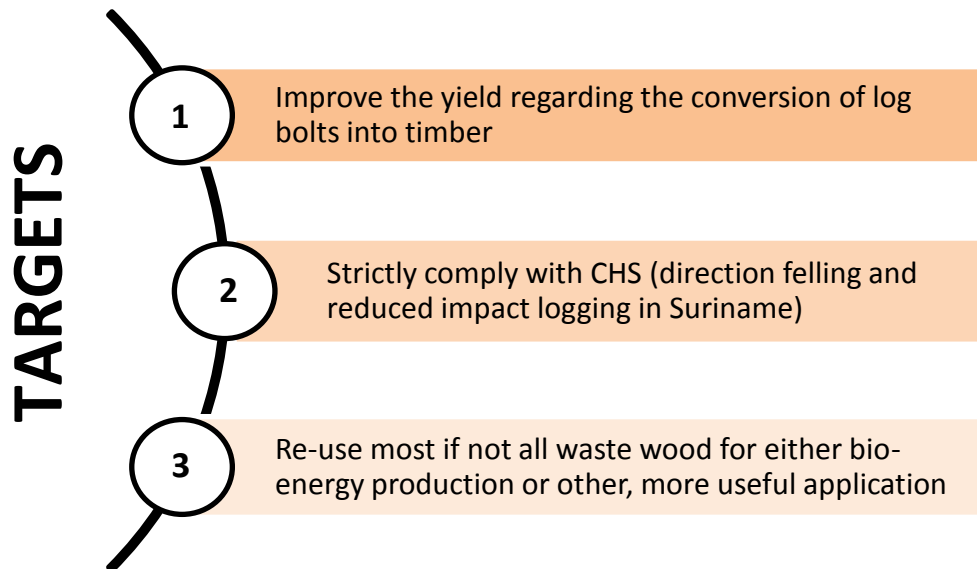 TARGETS
1
Improve the yield regarding the conversion of log
bolts into timber
2
Strictly comply with CHS (direction felling and
reduced impact logging in Suriname)
3
Re-use most if not all waste wood for either bio-
energy production or other, more useful application